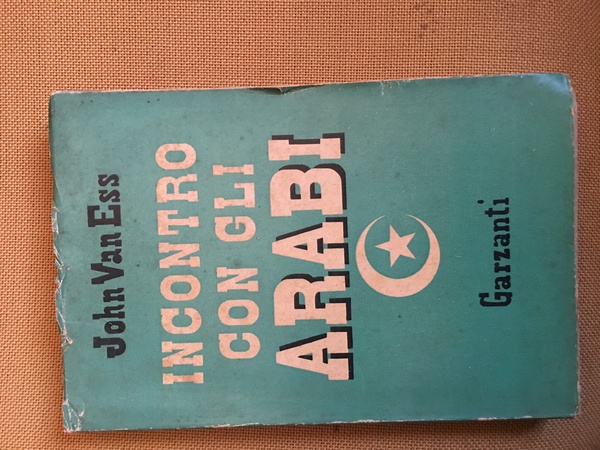 John Van Ess
INCONTRO
CON GLI
ARABI
Garzanti